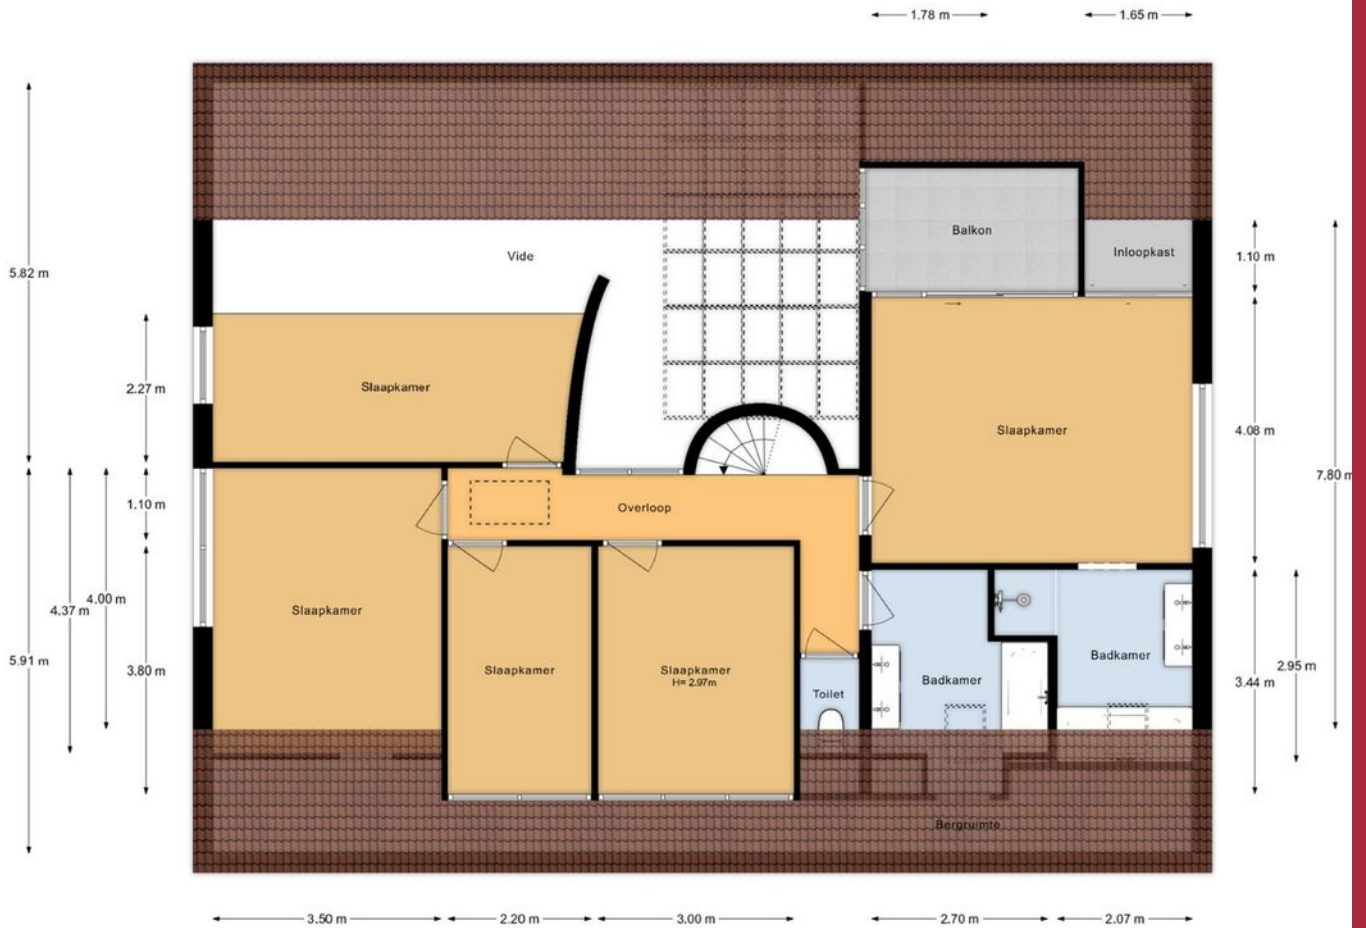 1.78 m
1.65 m
Balkon
Inloopkast
Vide
1.10 m
5.82 m
2.27 m
Slaapkamer
Slaapkamer
4.08 m
7.80 m
1.10 m
Overloop
4.00 m
4.37 m
Slaapkamer
5.91 m
3.80 m
Slaapkamer
Slaapkamer
H= 2.97m
Toilet
Badkamer
Badkamer
2.95 m
3.44 m
Bergruimte
3.50 m
2.20 m
3.00 m
2.70 m
2.07 m